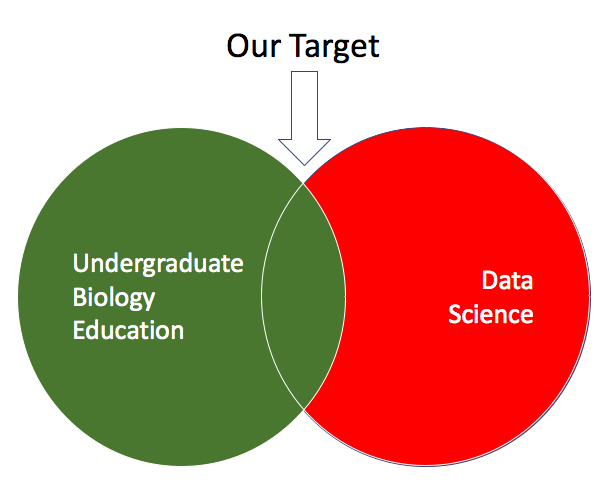 Our Target
Undergraduate
Biology
Education
Data
Science